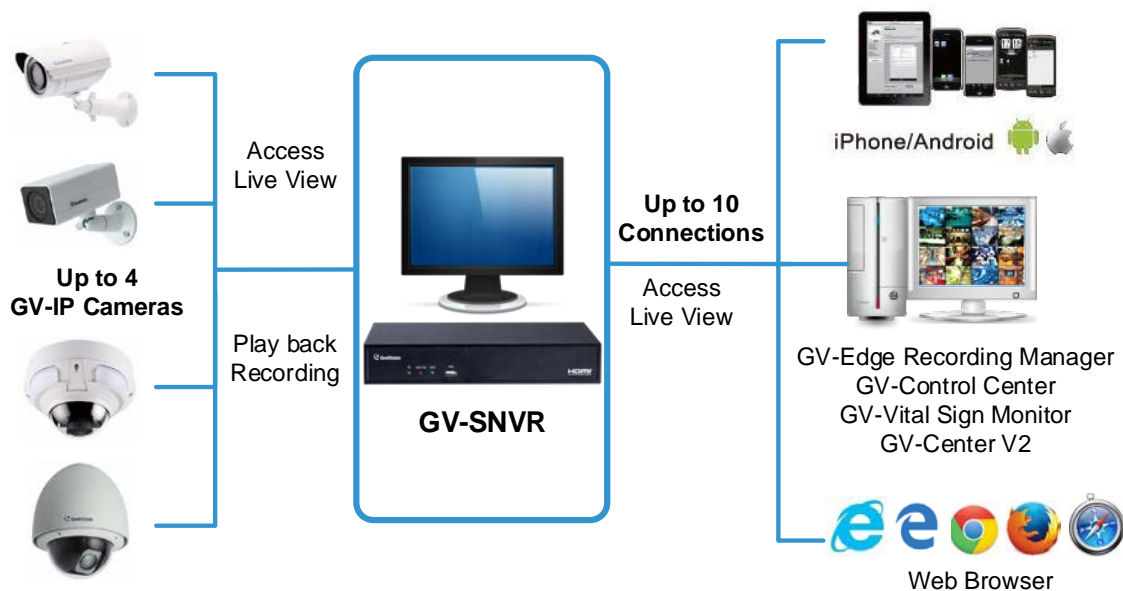 Access
Live View
Up to 4
GV-IP Cameras
Play back
Recording
GeoVision
HDMI
GV-SNVR
Up to 10
Connections
Access
Live View
iPhone/Android
GV-Edge Recording Manager
GV-Control Center
GV-Vital Sign Monitor
GV-Center V2
Web Browser